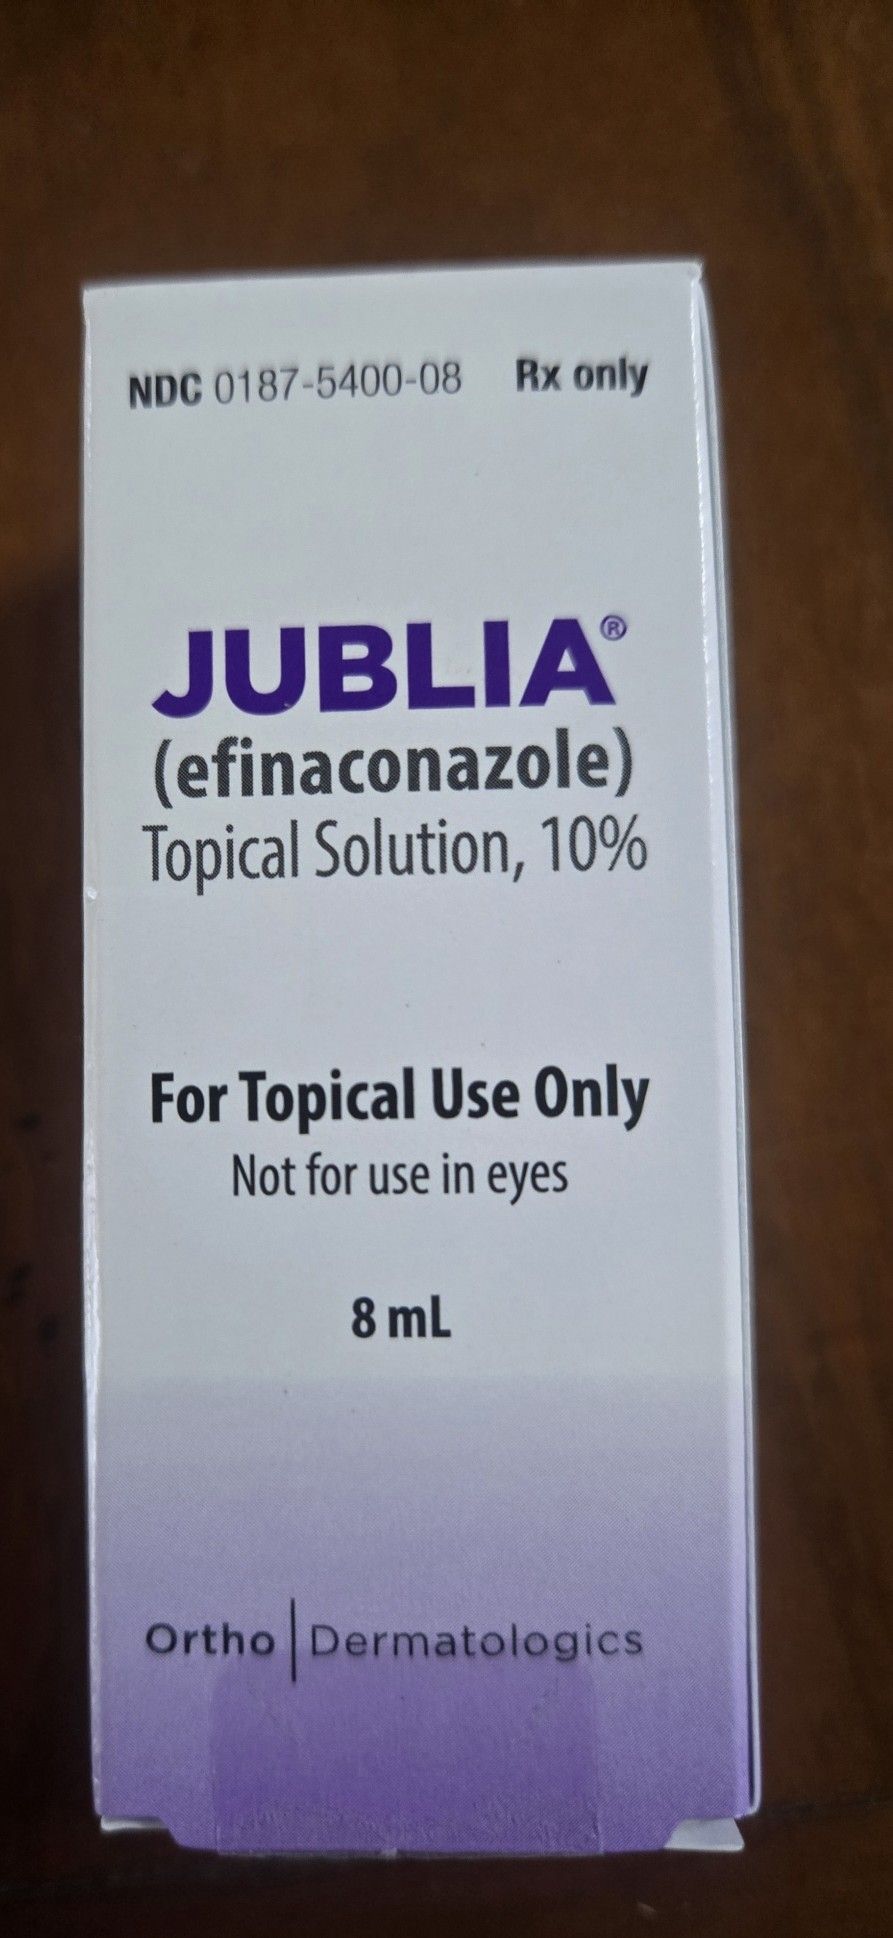 NDC 0187-5400-08 Rx only
JUBLIA®
(efinaconazole)
Topical Solution, 10%
For Topical Use Only
Not for use in eyes
8 mL
Ortho | Dermatologics